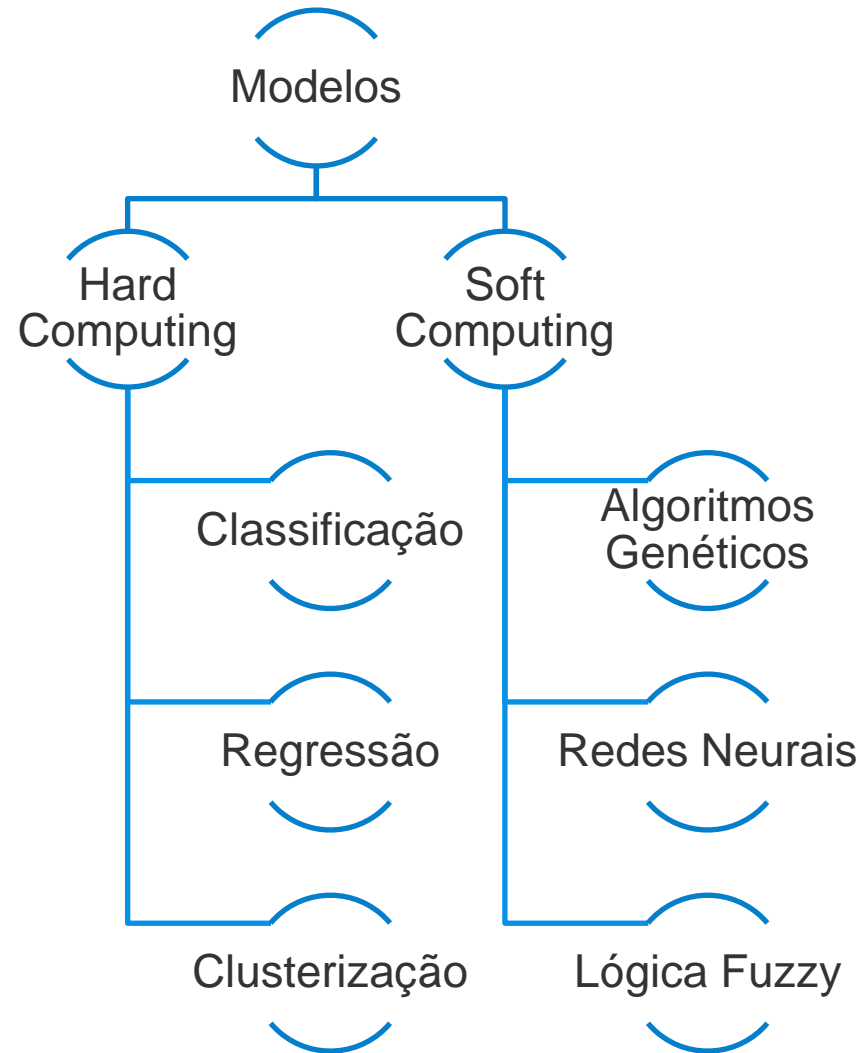 Modelos
Hard
Computing
Soft
Computing
Classificação
Algoritmos
Genéticos
Regressão
Redes Neurais
Clusterização
Lógica Fuzzy